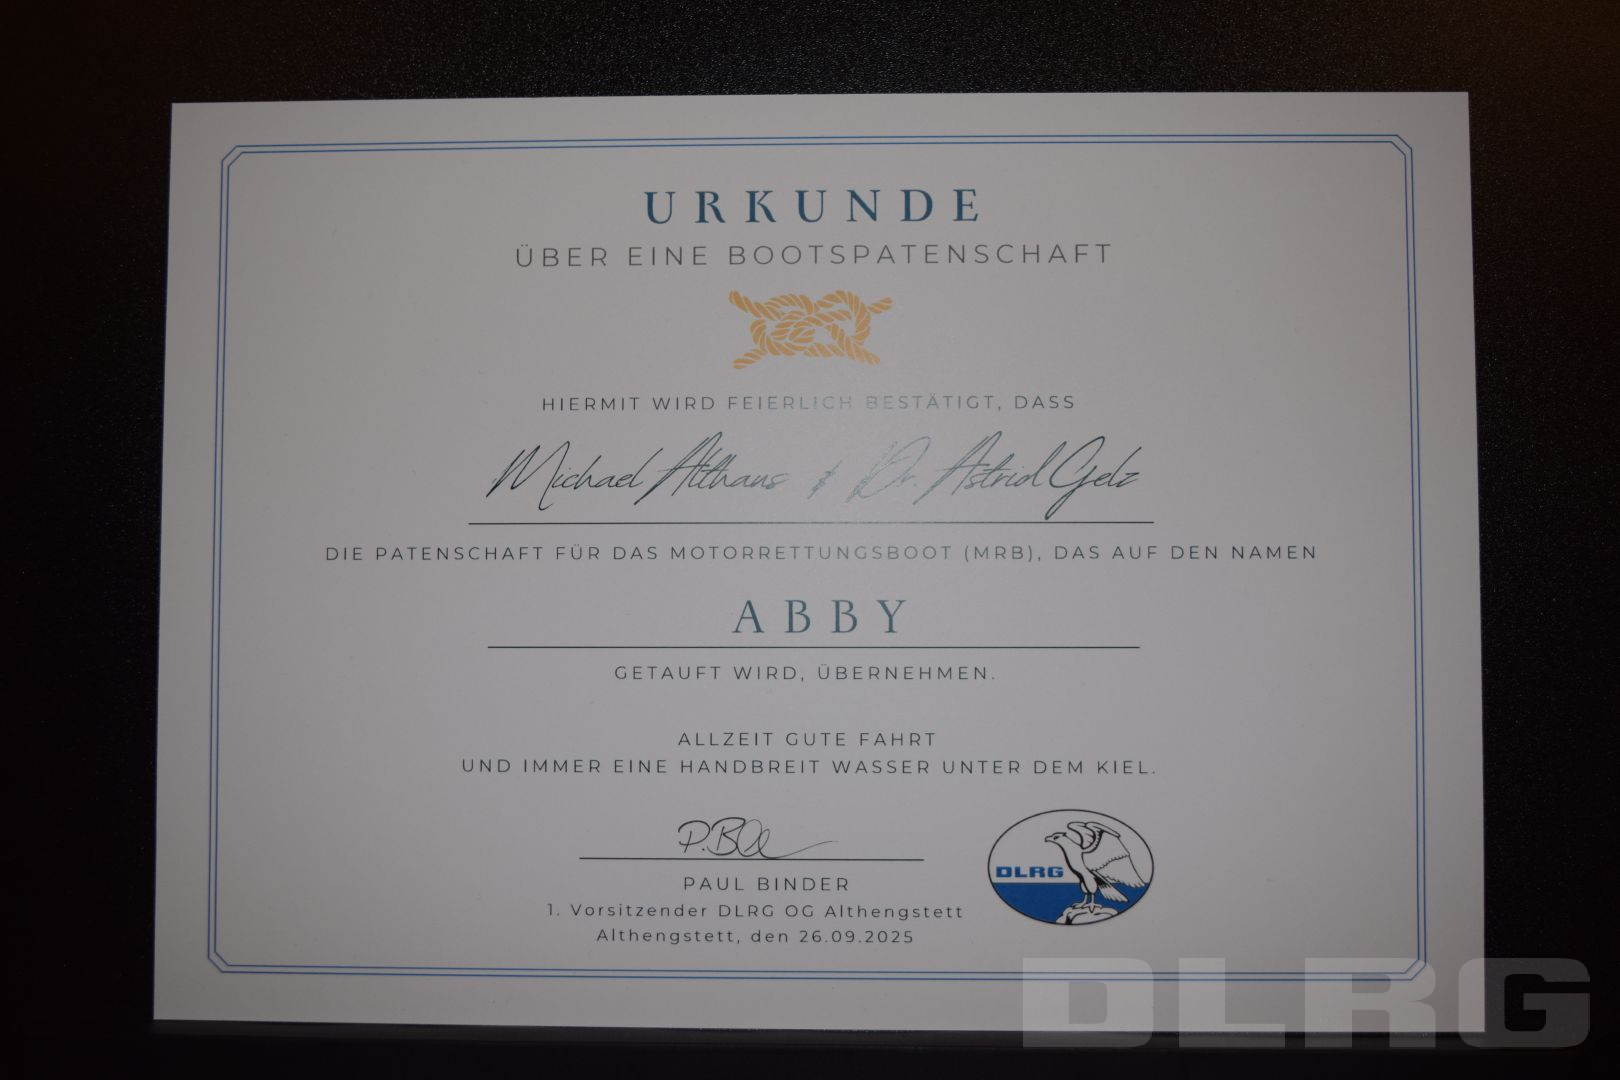 URKUNDE
ÜBER EINE BOOTSPATENSCHAFT
HIERMIT WIRD FEIERLICH BESTÄTIGT, DASS
Michael Althaus & Dr. Astrid Gelz
DIE PATENSCHAFT FÜR DAS MOTORRETTUNGSBOOT (MRB), DAS AUF DEN NAMEN
ABBY
GETAUFT WIRD, ÜBERNEHMEN.
ALLZEIT GUTE FAHRT
UND IMMER EINE HANDBREIT WASSER UNTER DEM KIEL.
PAUL BINDER
1. Vorsitzender DLRG OG Althengstett
Althengstett, den 26.09.2025
DLRG
DLRG